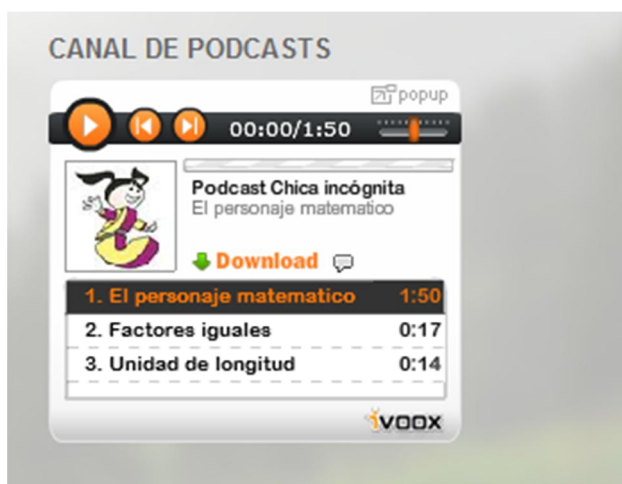 CANAL DE PODCASTS
popup
00:00/1:50
Podcast Chica incógnita
El personaje matematico
Download
1. El personaje matematico 1:50
2. Factores iguales 0:17
3. Unidad de longitud 0:14
ivoox